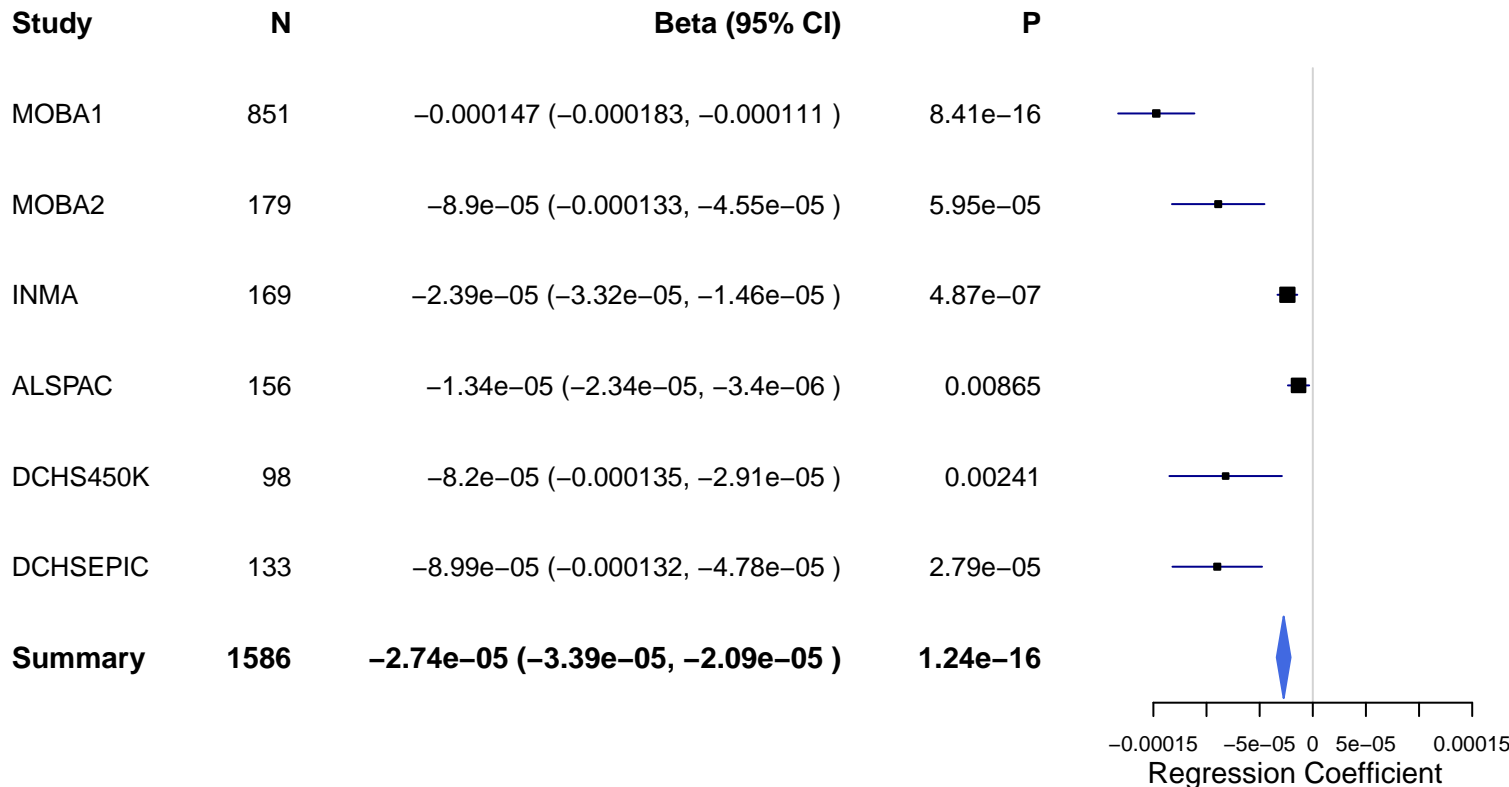 Study N Beta (95% CI) P
MOBA1 851 −0.000147 (−0.000183, −0.000111 ) 8.41e−16
MOBA2 179 −8.9e−05 (−0.000133, −4.55e−05 ) 5.95e−05
INMA 169 −2.39e−05 (−3.32e−05, −1.46e−05 ) 4.87e−07
ALSPAC 156 −1.34e−05 (−2.34e−05, −3.4e−06 ) 0.00865
DCHS450K 98 −8.2e−05 (−0.000135, −2.91e−05 ) 0.00241
DCHSEPIC 133 −8.99e−05 (−0.000132, −4.78e−05 ) 2.79e−05
Summary 1586 −2.74e−05 (−3.39e−05, −2.09e−05 ) 1.24e−16
−0.00015 −5e−05 0 5e−05 0.00015
Regression Coefficient